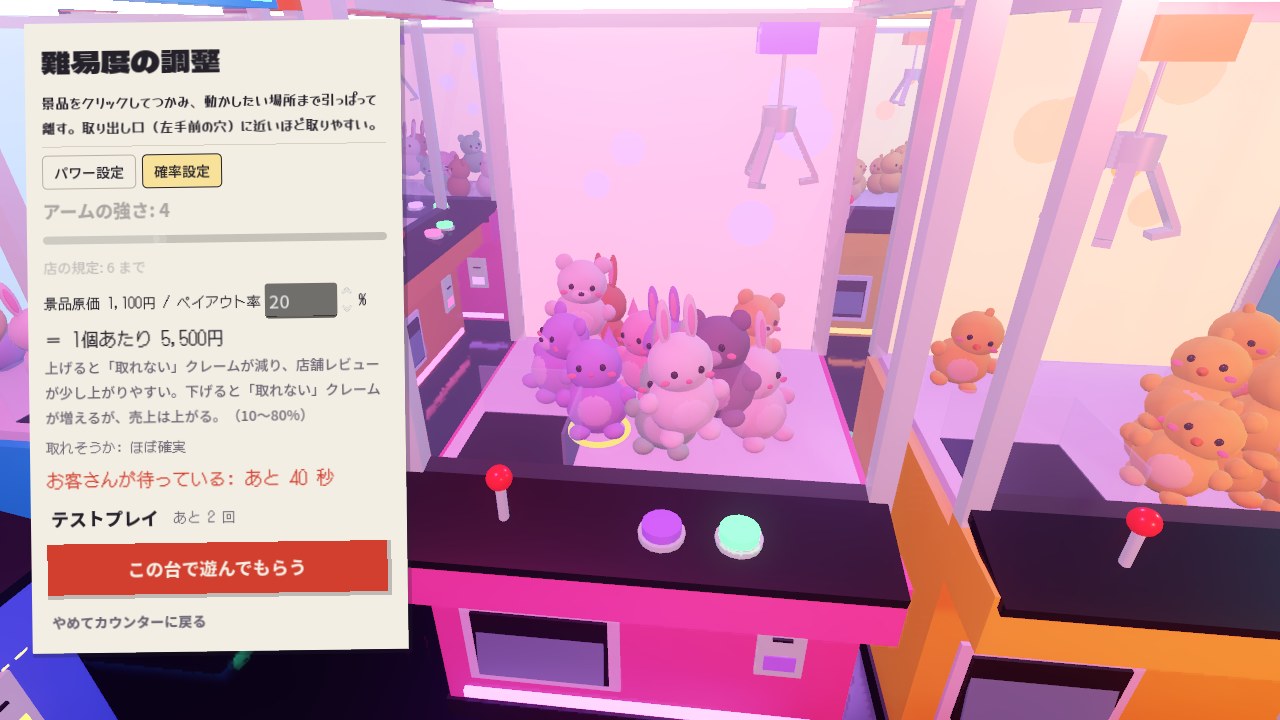 難易度の調整
景品をクリックしてつかみ、動かしたい場所まで引っぱって
離す。取り出し口（左手前の穴）に近いほど取りやすい。
パワー設定 確率設定
アームの強さ: 4
店の規定: 6 まで
景品原価 1,100円 / ペイアウト率 20 %
= 1個あたり 5,500円
上げると「取れない」クレームが減り、店舗レビュー
が少し上がりやすい。下げると「取れない」クレーム
が増えるが、売上は上がる。（10〜80%）
取れそうか: ほぼ確実
お客さんが待っている: あと 40 秒
テストプレイ あと 2 回
この台で遊んでもらう
やめてカウンターに戻る